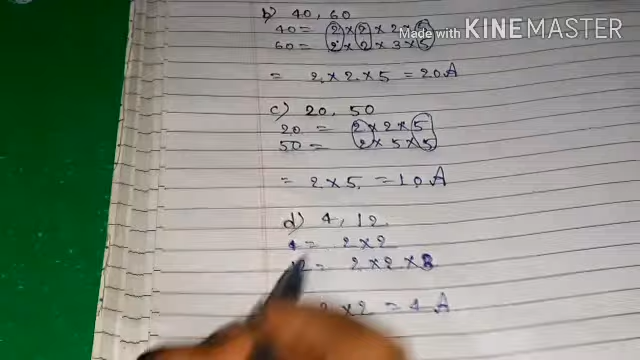 b) 40, 60
Made with KINEMASTER
40 = 2 × 2 × 2 × 5
60 = 2 × 2 × 3 × 5
= 2 × 2 × 5 = 20 A
c) 20, 50
20 = 2 × 2 × 5
50 = 2 × 5 × 5
= 2 × 5 = 10 A
d) 4, 12
4 = 2 × 2
12 = 2 × 2 × 3
2 × 2 = 4 A